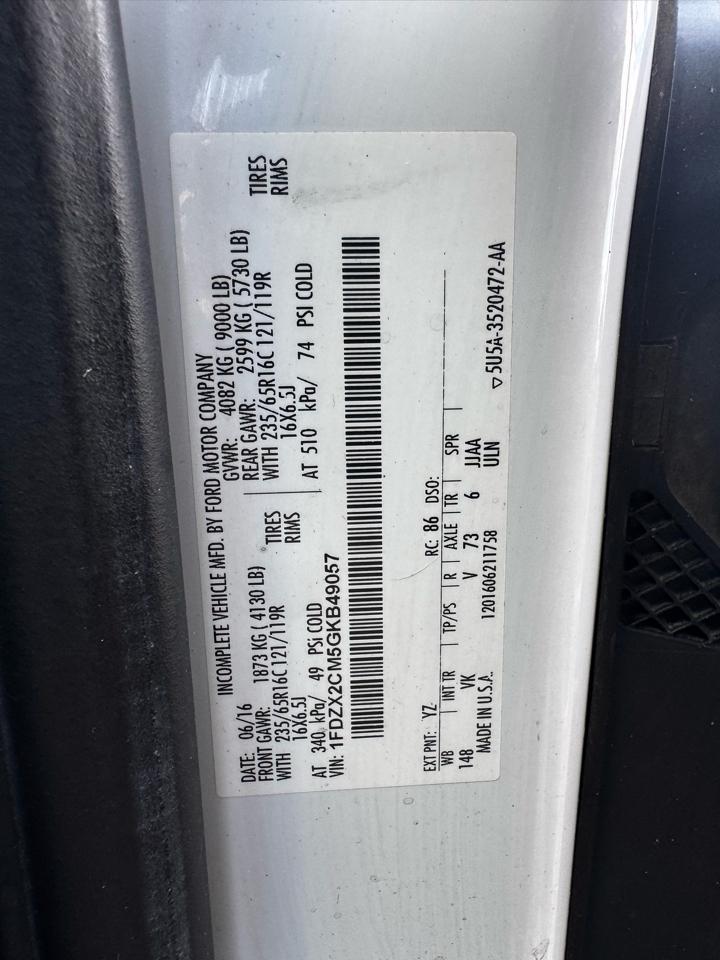 INCOMPLETE VEHICLE MFD. BY FORD MOTOR COMPANY
DATE: 06/16 GVWR: 4082 KG ( 9000 LB)
FRONT GAWR: 1873 KG ( 4130 LB) REAR GAWR: 2599 KG ( 5730 LB)
WITH 235/65R16C 121/119R TIRES WITH 235/65R16C 121/119R TIRES
16X6.5J RIMS 16X6.5J RIMS
AT 340 kPa/ 49 PSi COLD AT 510 kPa/ 74 PSI COLD
VIN: 1FDZX2CM5GKB49057
EXT PNT: YZ RC: 86 DSO:
WB INT TR TP/PS R AXLE TR SPR
148 VK V 73 6 JJAA
MADE IN U.S.A. 1201606211758 ULN
▽5U5A-3520472-AA